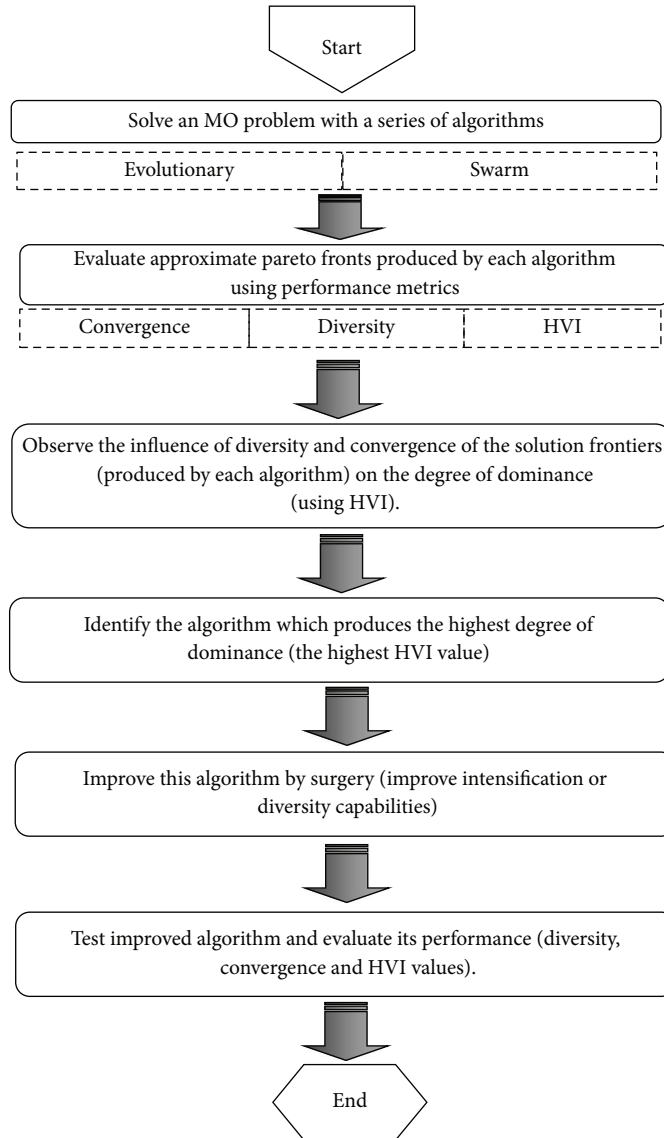 Start
Solve an MO problem with a series of algorithms
Evolutionary
Swarm
Evaluate approximate pareto fronts produced by each algorithm
using performance metrics
Convergence
Diversity
HVI
Observe the influence of diversity and convergence of the solution frontiers
(produced by each algorithm) on the degree of dominance
(using HVI).
Identify the algorithm which produces the highest degree of
dominance (the highest HVI value)
Improve this algorithm by surgery (improve intensification or
diversity capabilities)
Test improved algorithm and evaluate its performance (diversity,
convergence and HVI values).
End